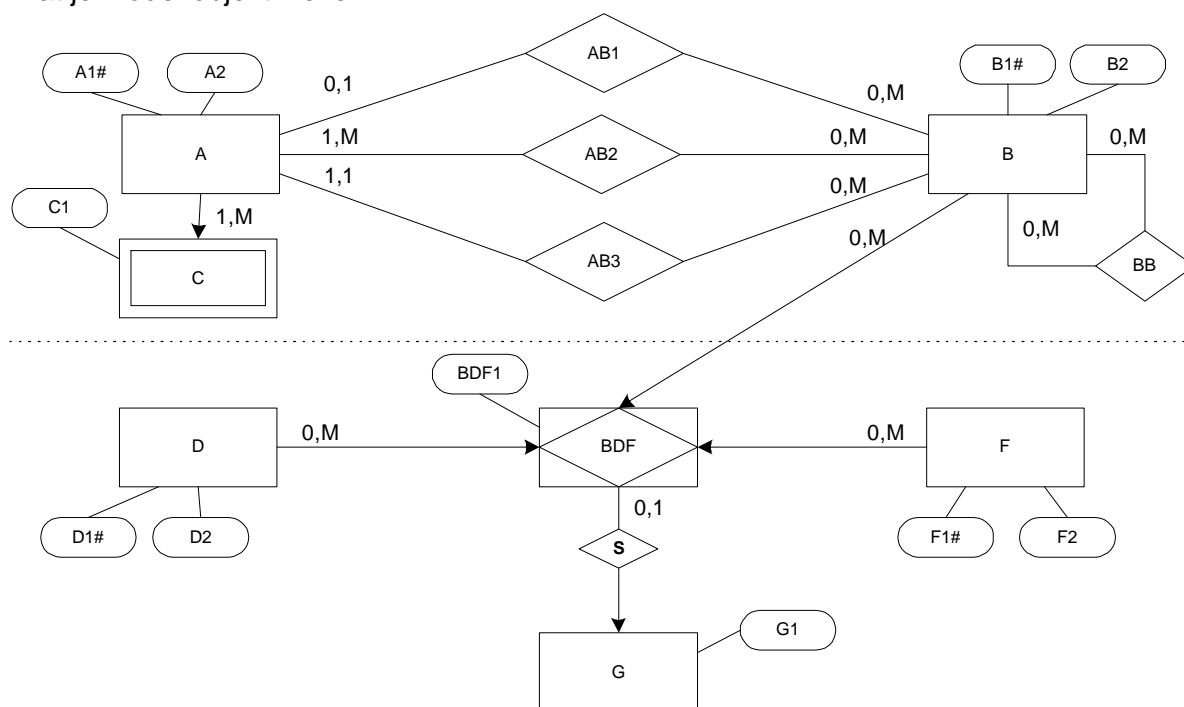 A1# A2 AB1 B1# B2
0,1 0,M
A 1,M AB2 0,M B 0,M
1,1 0,M
C1 1,M 0,M 0,M
C AB3 BB
BDF1
D 0,M BDF 0,M F
0,1
D1# D2 S F1# F2
G1
G